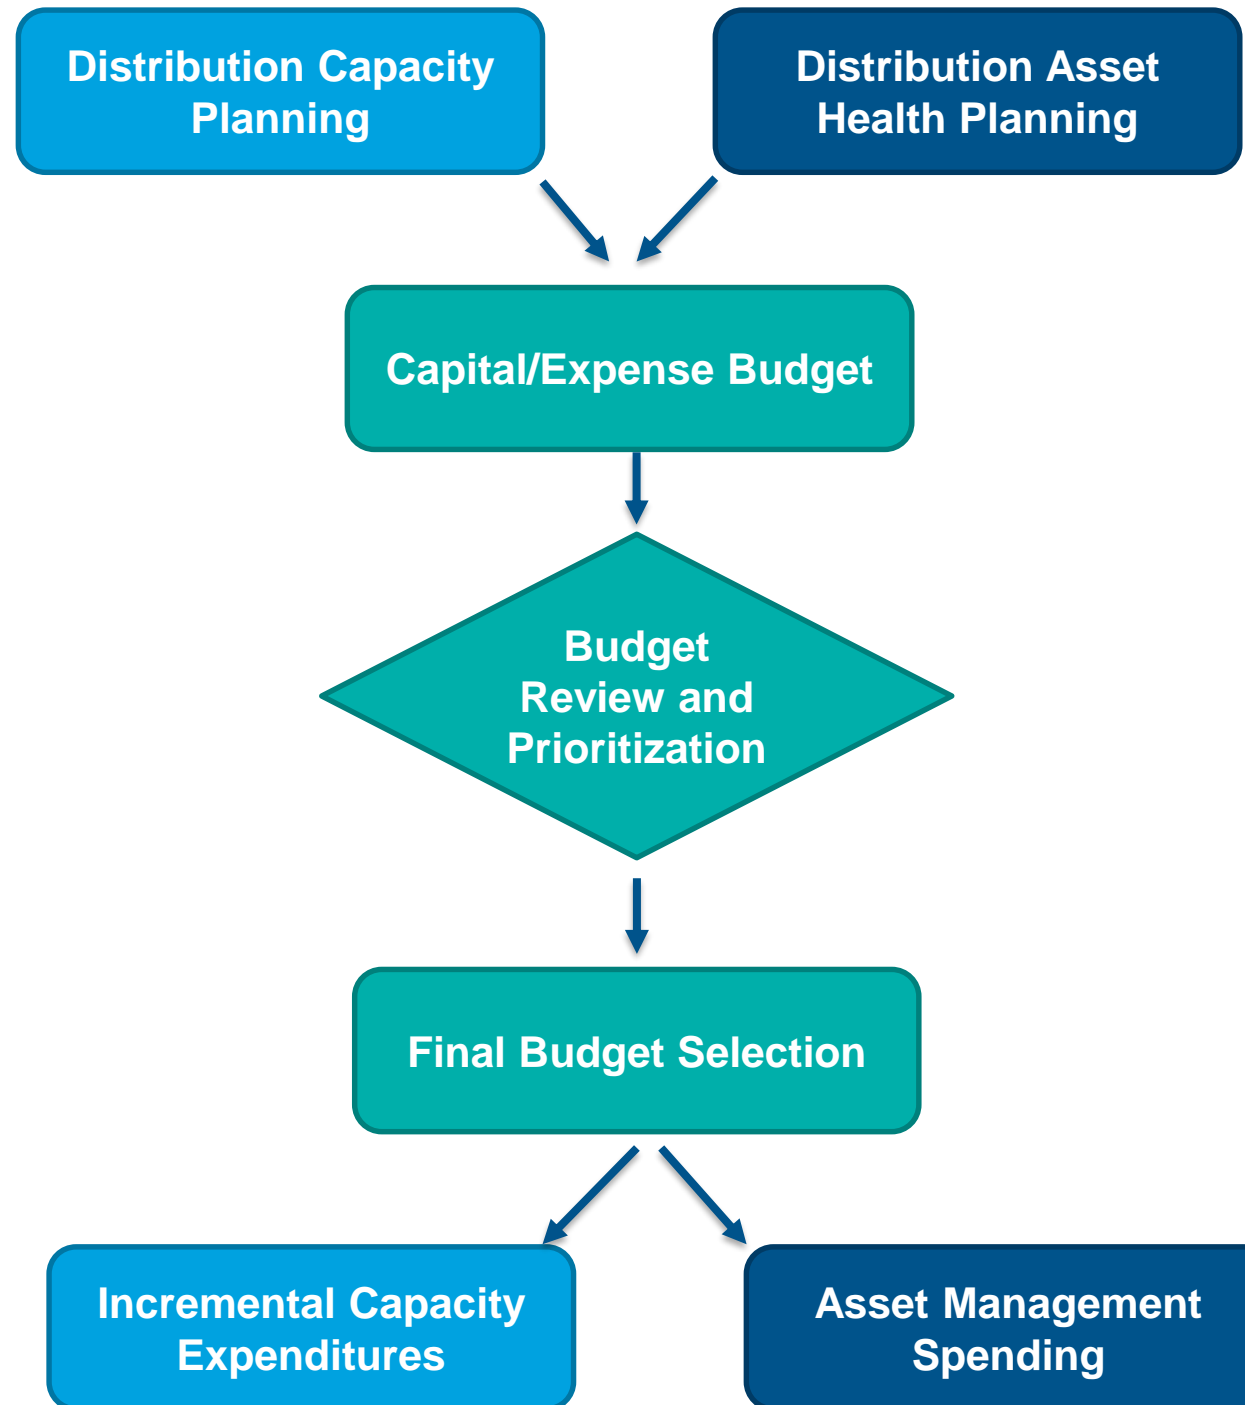 Distribution Capacity
Planning
Distribution Asset
Health Planning
Capital/Expense Budget
Budget
Review and
Prioritization
Final Budget Selection
Incremental Capacity
Expenditures
Asset Management
Spending